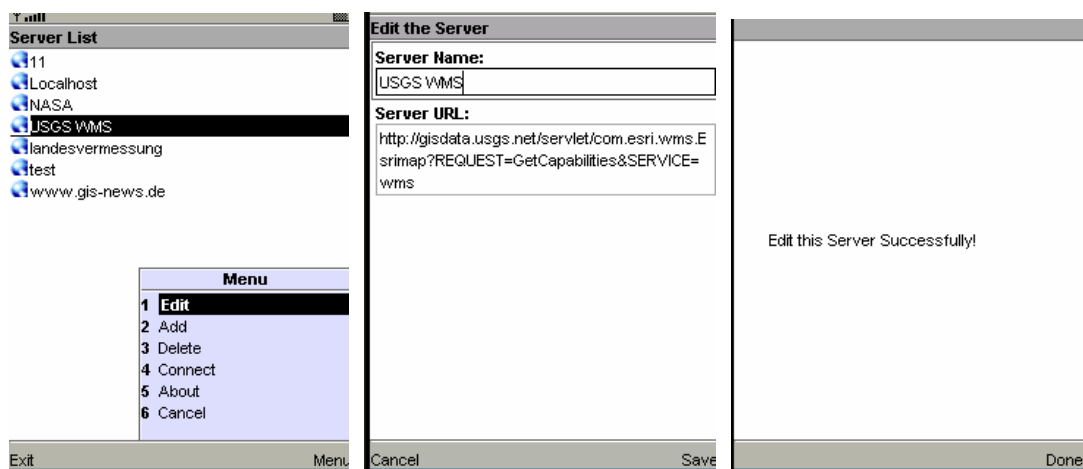 Server List
11
Localhost
NASA
USGS WMS
landesvermessung
test
www.gis-news.de
Menu
1 Edit
2 Add
3 Delete
4 Connect
5 About
6 Cancel
Exit Menu
Edit the Server
Server Name:
USGS WMS
Server URL:
http://gisdata.usgs.net/servlet/com.esri.wms.E
srimap?REQUEST=GetCapabilities&SERVICE=
wms
Cancel Save
Edit this Server Successfully!
Done